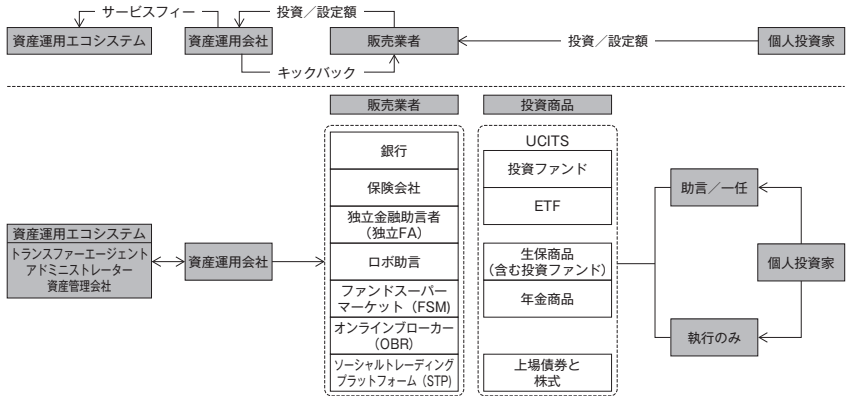 サービスフィー
投資／設定額
資産運用エコシステム
資産運用会社
販売業者
投資／設定額
個人投資家
キックバック
販売業者
投資商品
銀行
保険会社
独立金融助言者
（独立FA）
ロボ助言
ファンドスーパー
マーケット（FSM)
オンラインブローカー
（OBR）
ソーシャルトレーディング
プラットフォーム（STP）
UCITS
投資ファンド
ETF
生保商品
（含む投資ファンド）
年金商品
上場債券と
株式
資産運用エコシステム
トランスファーエージェント
アドミニストレーター
資産管理会社
資産運用会社
助言／一任
個人投資家
執行のみ